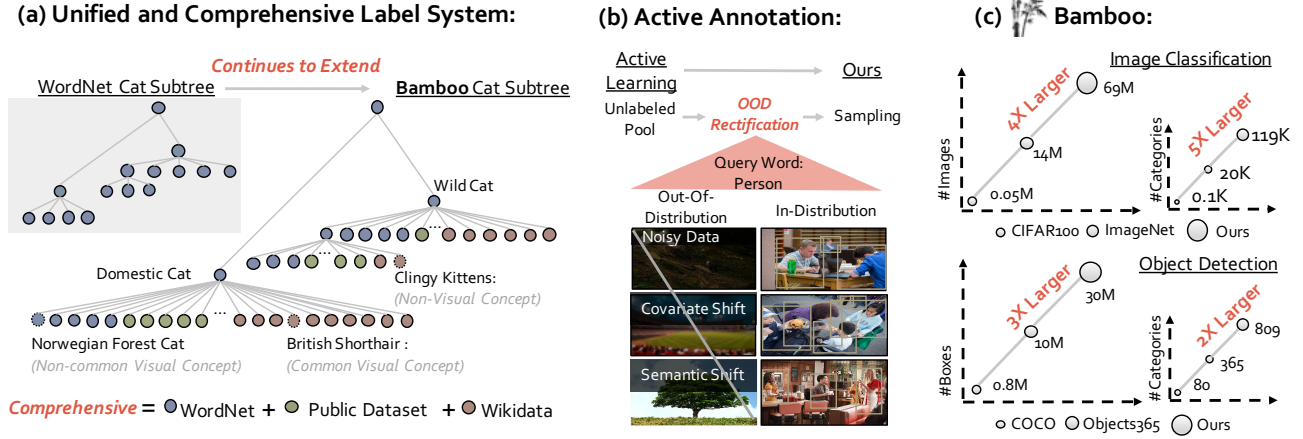 (a) Unified and Comprehensive Label System:
Continues to Extend
WordNet Cat Subtree
Bamboo Cat Subtree
Wild Cat
...
...
Domestic Cat
Clingy Kittens:
(Non-Visual Concept)
...
Norwegian Forest Cat
(Non-common Visual Concept)
British Shorthair :
(Common Visual Concept)
Comprehensive = WordNet + Public Dataset + Wikidata
(b) Active Annotation:
Active
Learning
Ours
Unlabeled
Pool
OOD
Rectification
Sampling
Query Word:
Person
Out-Of-
Distribution
In-Distribution
Noisy Data
Covariate Shift
Semantic Shift
(c) Bamboo:
Image Classification
#Images
4X Larger
69M
14M
0.05M
#Categories
5X Larger
119K
20K
0.1K
CIFAR100 ImageNet Ours
Object Detection
#Boxes
3X Larger
30M
10M
0.8M
#Categories
2X Larger
809
365
80
COCO Objects365 Ours